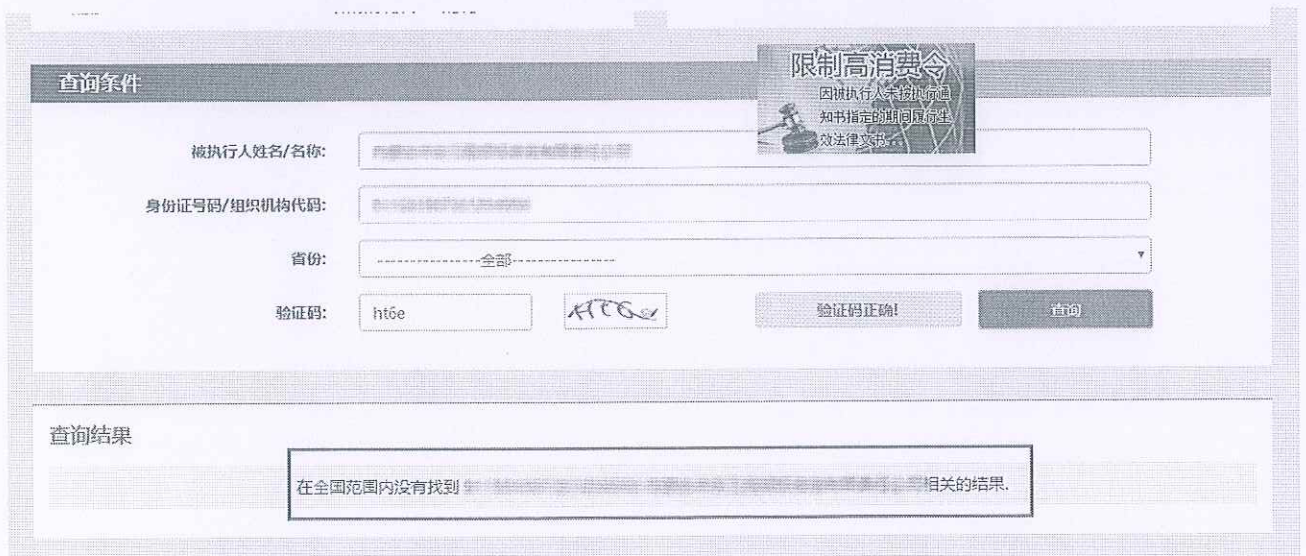 查询条件
限制高消费令
因被执行人未按执行通
知书指定的期间履行生
效法律文书...
被执行人姓名/名称:
身份证号码/组织机构代码:
省份:
-----------------全部-----------------
验证码:
ht6e
HT6e
验证码正确!
查询
查询结果
在全国范围内没有找到
相关的结果.